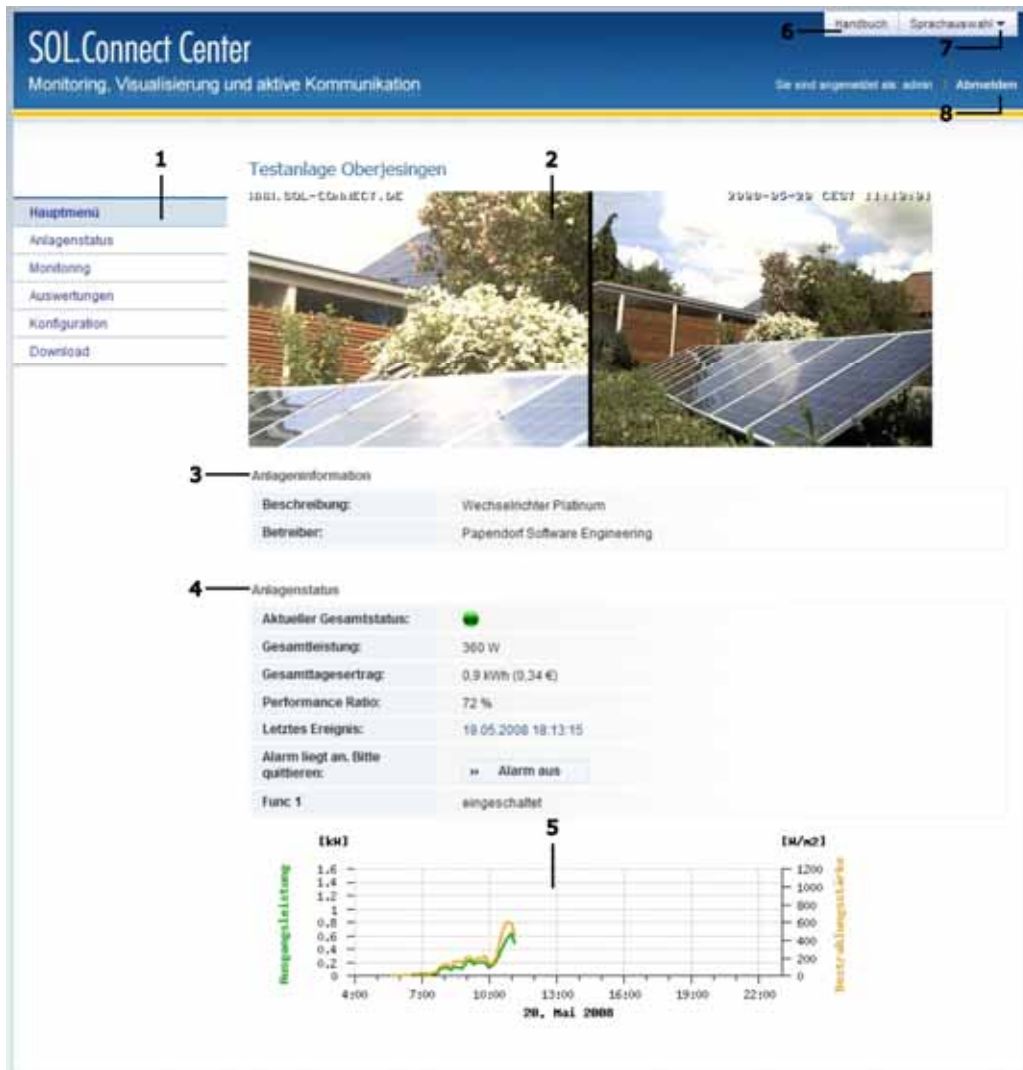 6
Handbuch
Sprachauswahl
7
SOL.Connect Center
Monitoring, Visualisierung und aktive Kommunikation
Sie sind angemeldet als: admin | Abmelden
8
1
Testanlage Oberjesingen
2
Hauptmenü
Anlagenstatus
Monitoring
Auswertungen
Konfiguration
Download
3
Anlageninformation
Beschreibung: Wechselrichter Platinum
Betreiber: Papendorf Software Engineering
4
Anlagenstatus
Aktueller Gesamtstatus:
Gesamtleistung: 360 W
Gesamttagesertrag: 0,9 kWh (0,34 €)
Performance Ratio: 72 %
Letztes Ereignis: 19.05.2008 18:13:15
Alarm liegt an. Bitte quittieren: » Alarm aus
Func 1 eingeschaltet
5
[kW]
[W/m2]
Ausgangsleistung
1.6
1.4
1.2
1
0.8
0.6
0.4
0.2
0
1200
1000
800
600
400
200
0
Bestrahlungsstärke
4:00 7:00 10:00 13:00 16:00 19:00 22:00
20. Mai 2008